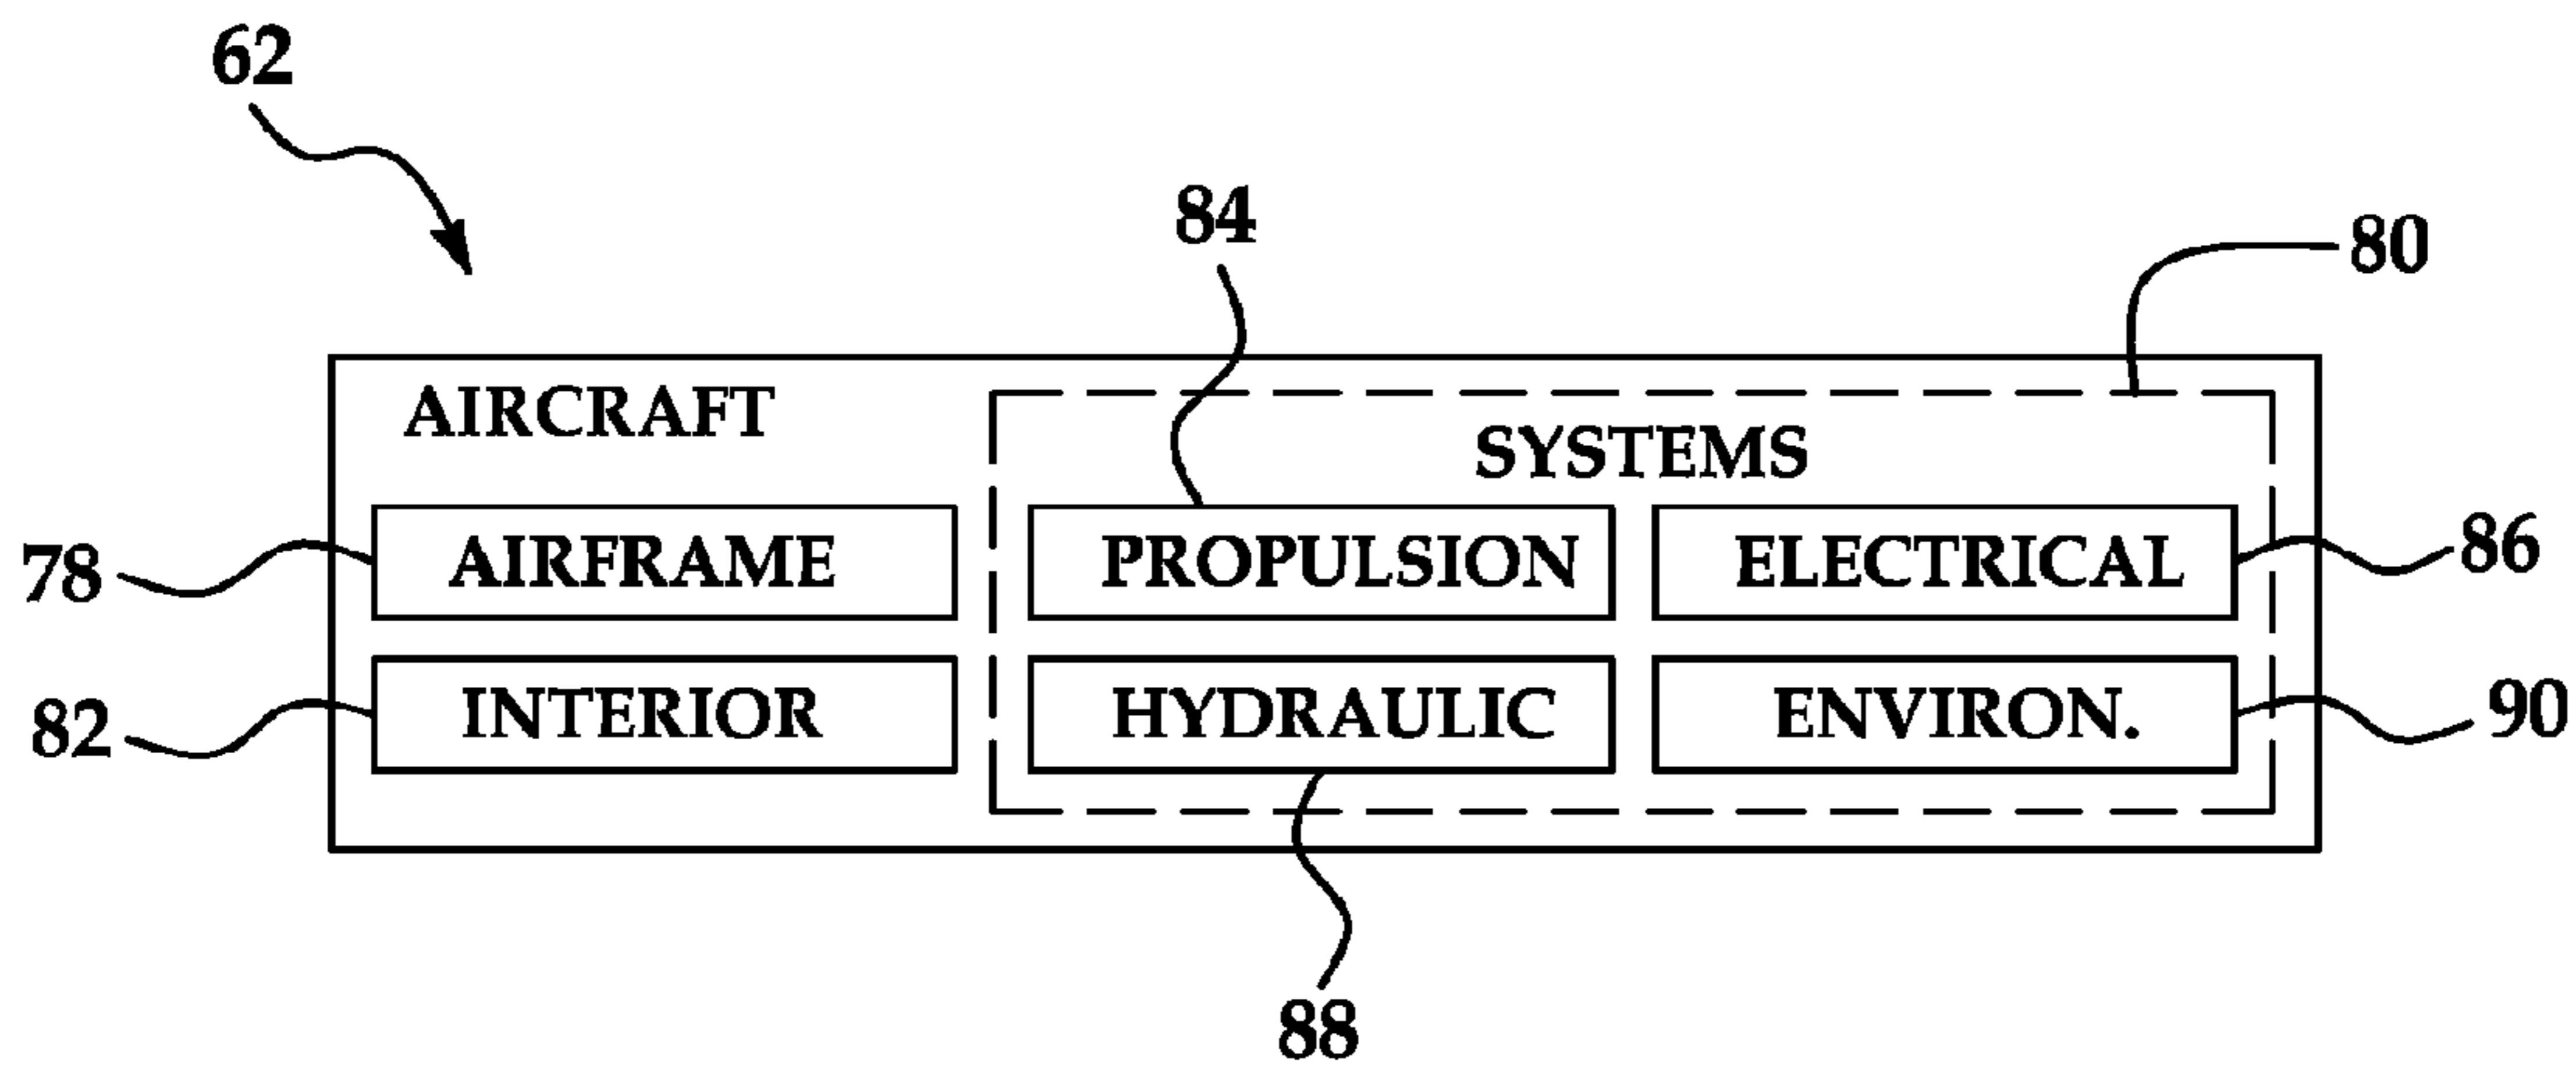 62
84
80
AIRCRAFT
SYSTEMS
78 AIRFRAME PROPULSION ELECTRICAL 86
82 INTERIOR HYDRAULIC ENVIRON. 90
88